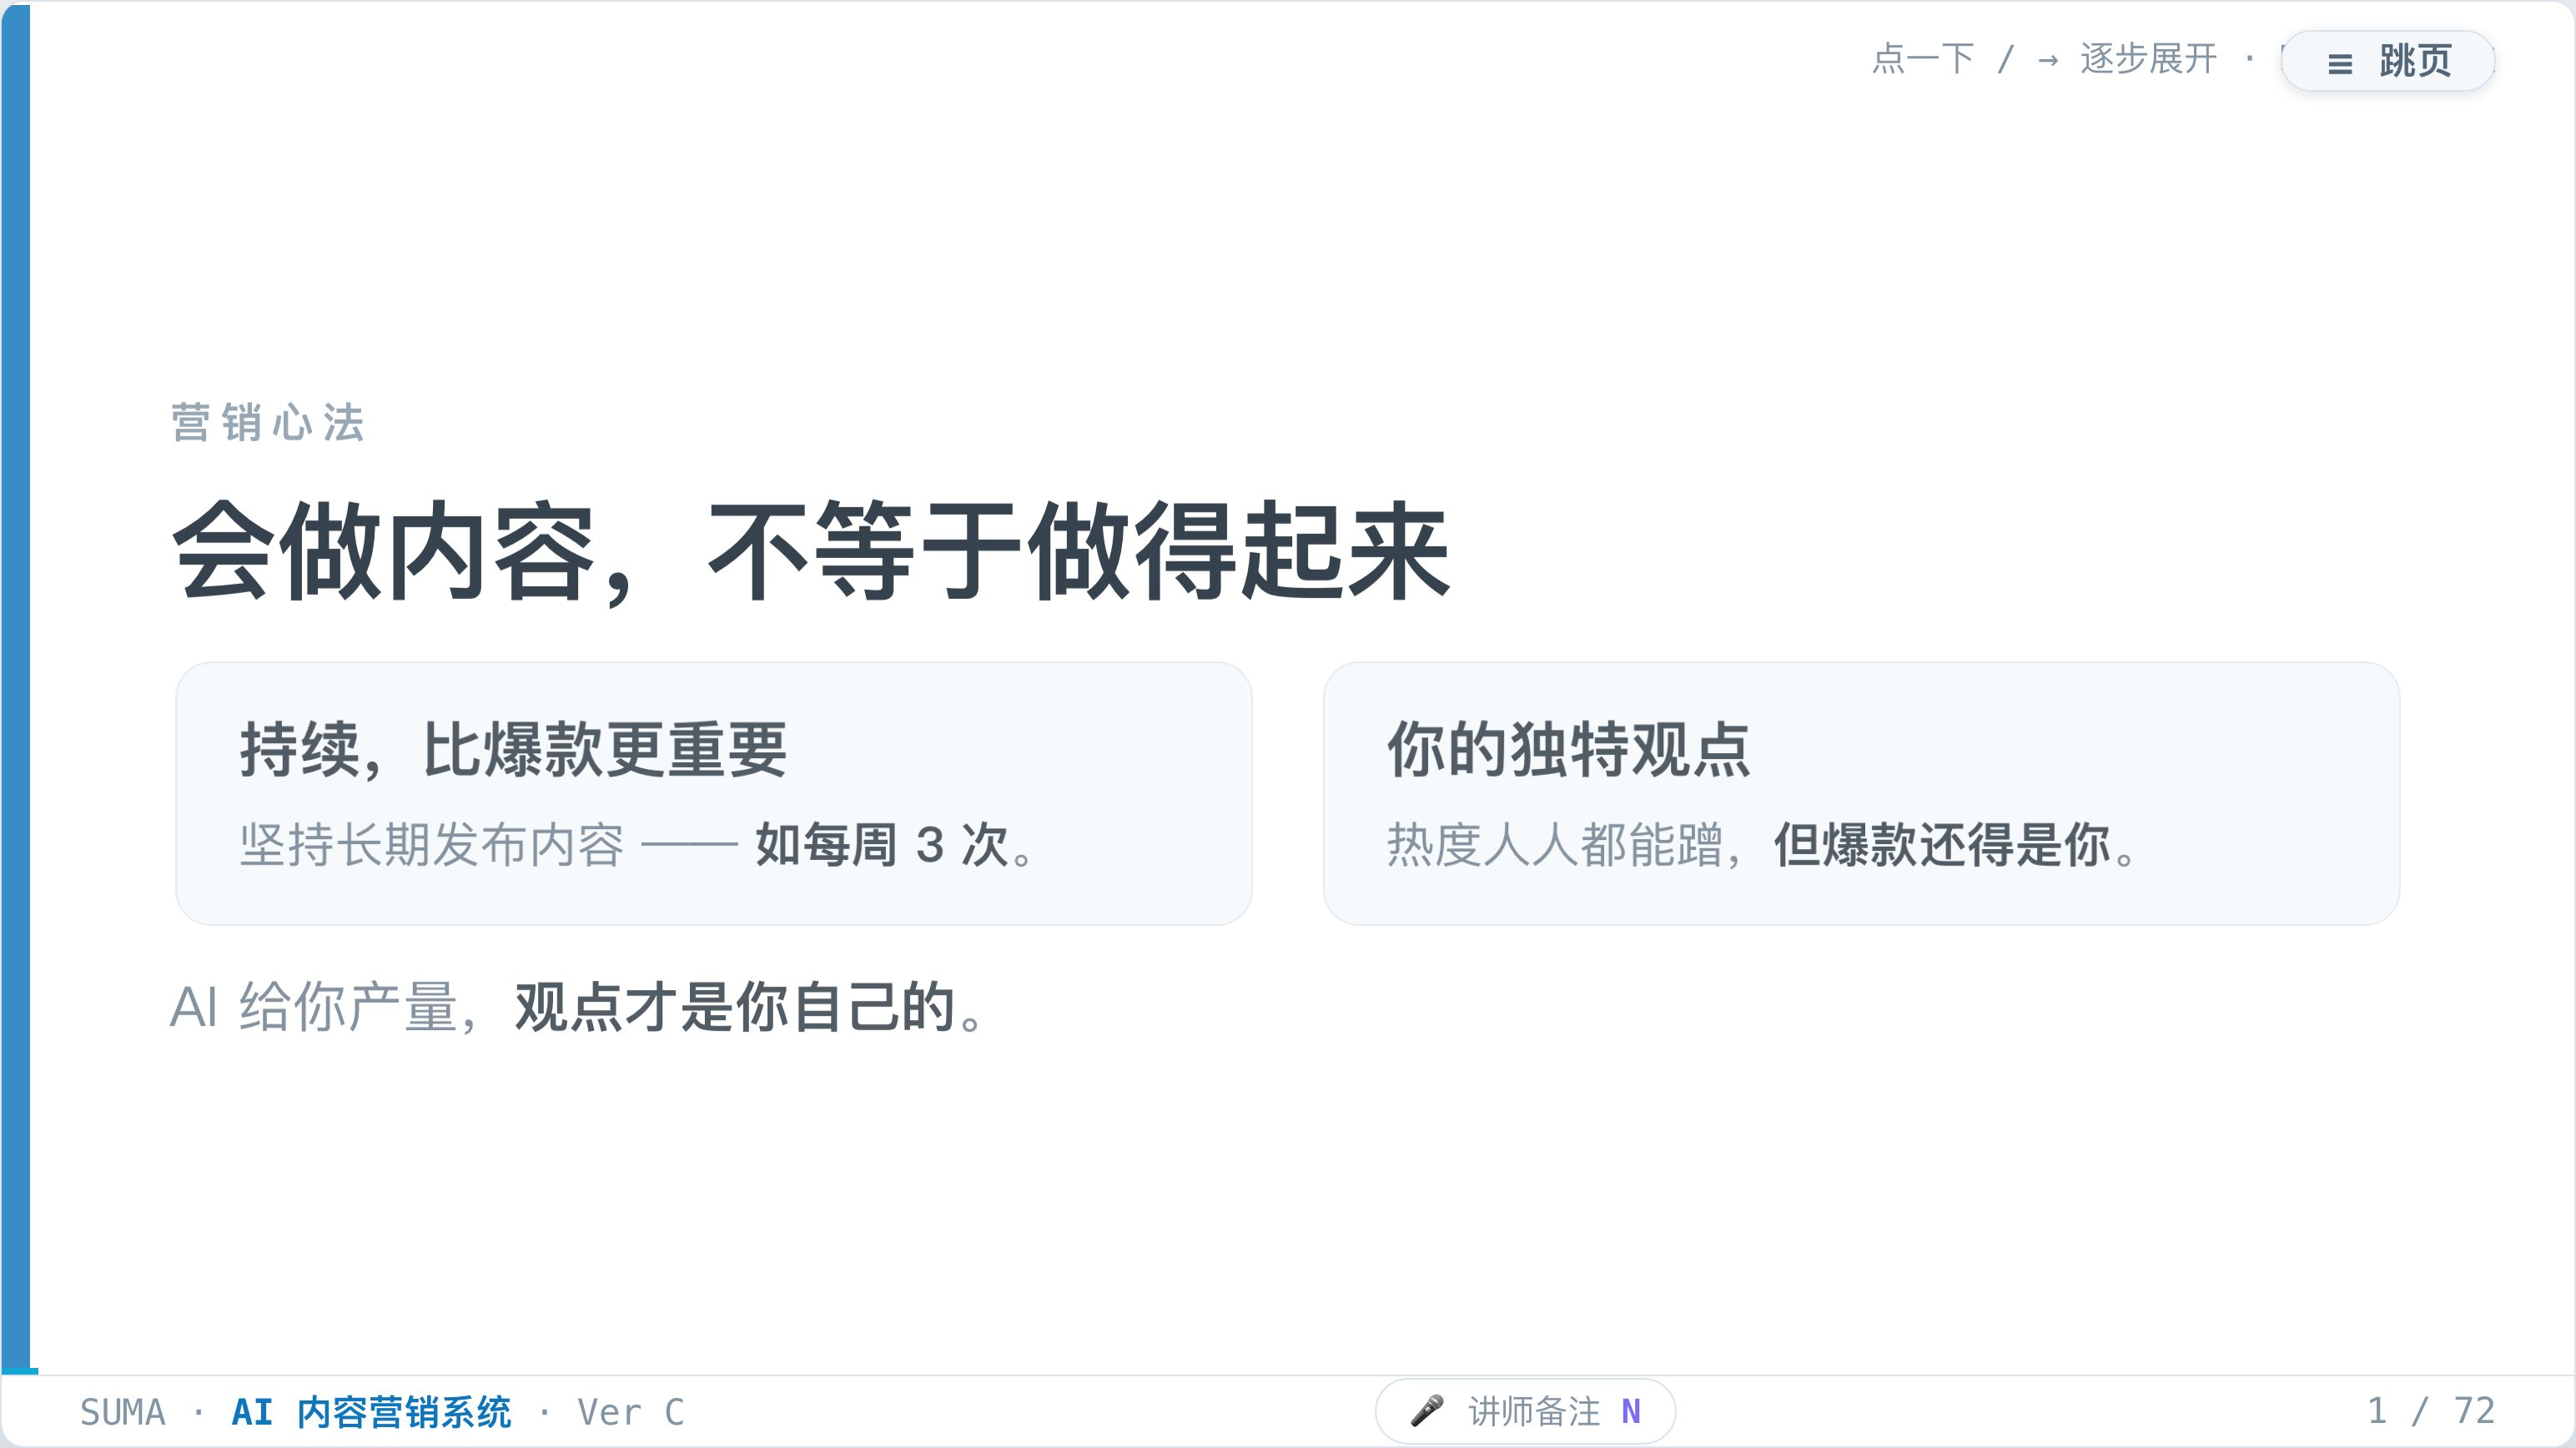 点一下 / → 逐步展开 ·
≡ 跳页
营销心法
会做内容，不等于做得起来
持续，比爆款更重要
坚持长期发布内容 —— 如每周 3 次。
你的独特观点
热度人人都能蹭，但爆款还得是你。
AI 给你产量，观点才是你自己的。
SUMA · AI 内容营销系统 · Ver C
🎤 讲师备注 N
1 / 72